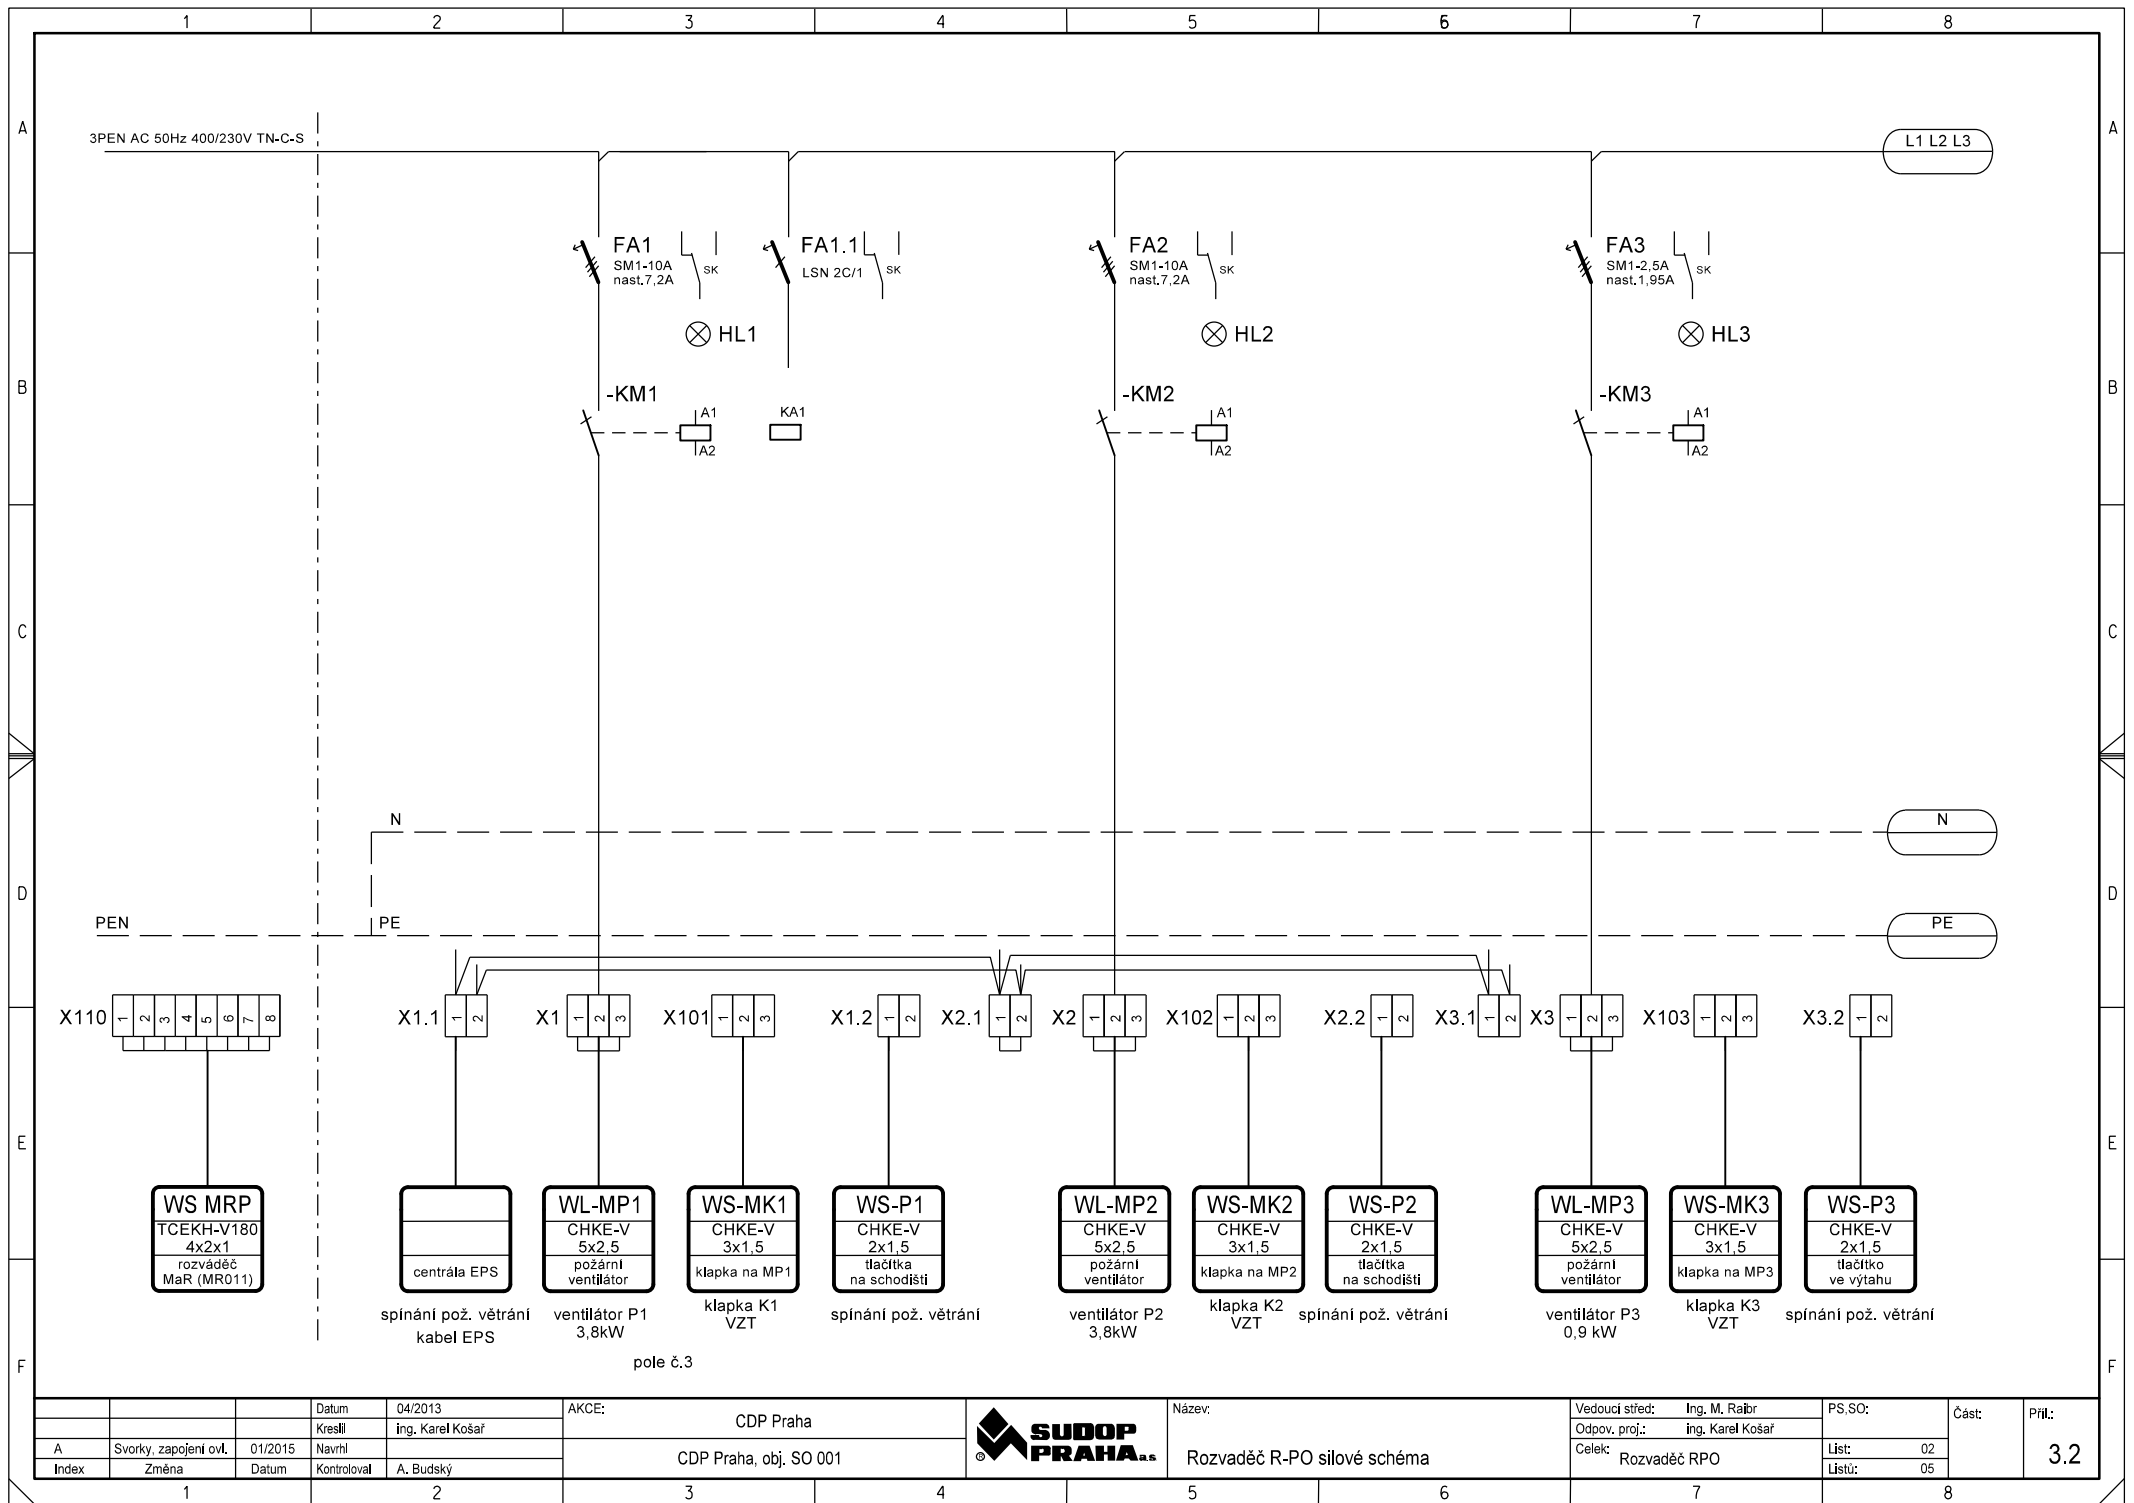 1 2 3 4 5 6 7 8
A A
3PEN AC 50Hz 400/230V TN-C-S
L1 L2 L3
FA1
SM1-10A
nast.7,2A
SK
FA1.1
LSN 2C/1
SK
FA2
SM1-10A
nast.7,2A
SK
FA3
SM1-2,5A
nast.1,95A
SK
HL1
HL2
HL3
B B
-KM1
A1
A2
KA1
-KM2
A1
A2
-KM3
A1
A2
C C
N
N
D D
PEN
PE
PE
X110 1 2 3 4 5 6 7 8
X1.1 1 2
X1 1 2 3
X101 1 2 3
X1.2 1 2
X2.1 1 2
X2 1 2 3
X102 1 2 3
X2.2 1 2
X3.1 1 2
X3 1 2 3
X103 1 2 3
X3.2 1 2
E E
WS MRP
TCEKH-V180
4x2x1
rozváděč
MaR (MR011)
centrála EPS
spínání pož. větrání
kabel EPS
WL-MP1
CHKE-V
5x2,5
požární
ventilátor
ventilátor P1
3,8kW
WS-MK1
CHKE-V
3x1,5
klapka na MP1
klapka K1
VZT
WS-P1
CHKE-V
2x1,5
tlačítka
na schodišti
spínání pož. větrání
WL-MP2
CHKE-V
5x2,5
požární
ventilátor
ventilátor P2
3,8kW
WS-MK2
CHKE-V
3x1,5
klapka na MP2
klapka K2
VZT
WS-P2
CHKE-V
2x1,5
tlačítka
na schodišti
spínání pož. větrání
WL-MP3
CHKE-V
5x2,5
požární
ventilátor
ventilátor P3
0,9 kW
WS-MK3
CHKE-V
3x1,5
klapka na MP3
klapka K3
VZT
WS-P3
CHKE-V
2x1,5
tlačítko
ve výtahu
spínání pož. větrání
pole č.3
F F
A Svorky, zapojení ovl. 01/2015
Index Změna Datum
Datum 04/2013
Kreslil ing. Karel Košař
Navrhl
Kontroloval A. Budský
AKCE:
CDP Praha
CDP Praha, obj. SO 001
SUDOP
PRAHA a.s
®
Název:
Rozvaděč R-PO silové schéma
Vedoucí střed: Ing. M. Raibr
Odpov. proj.: ing. Karel Košař
Celek: Rozvaděč RPO
PS,SO:
List: 02
Listů: 05
Část:
Příl.:
3.2
1 2 3 4 5 6 7 8